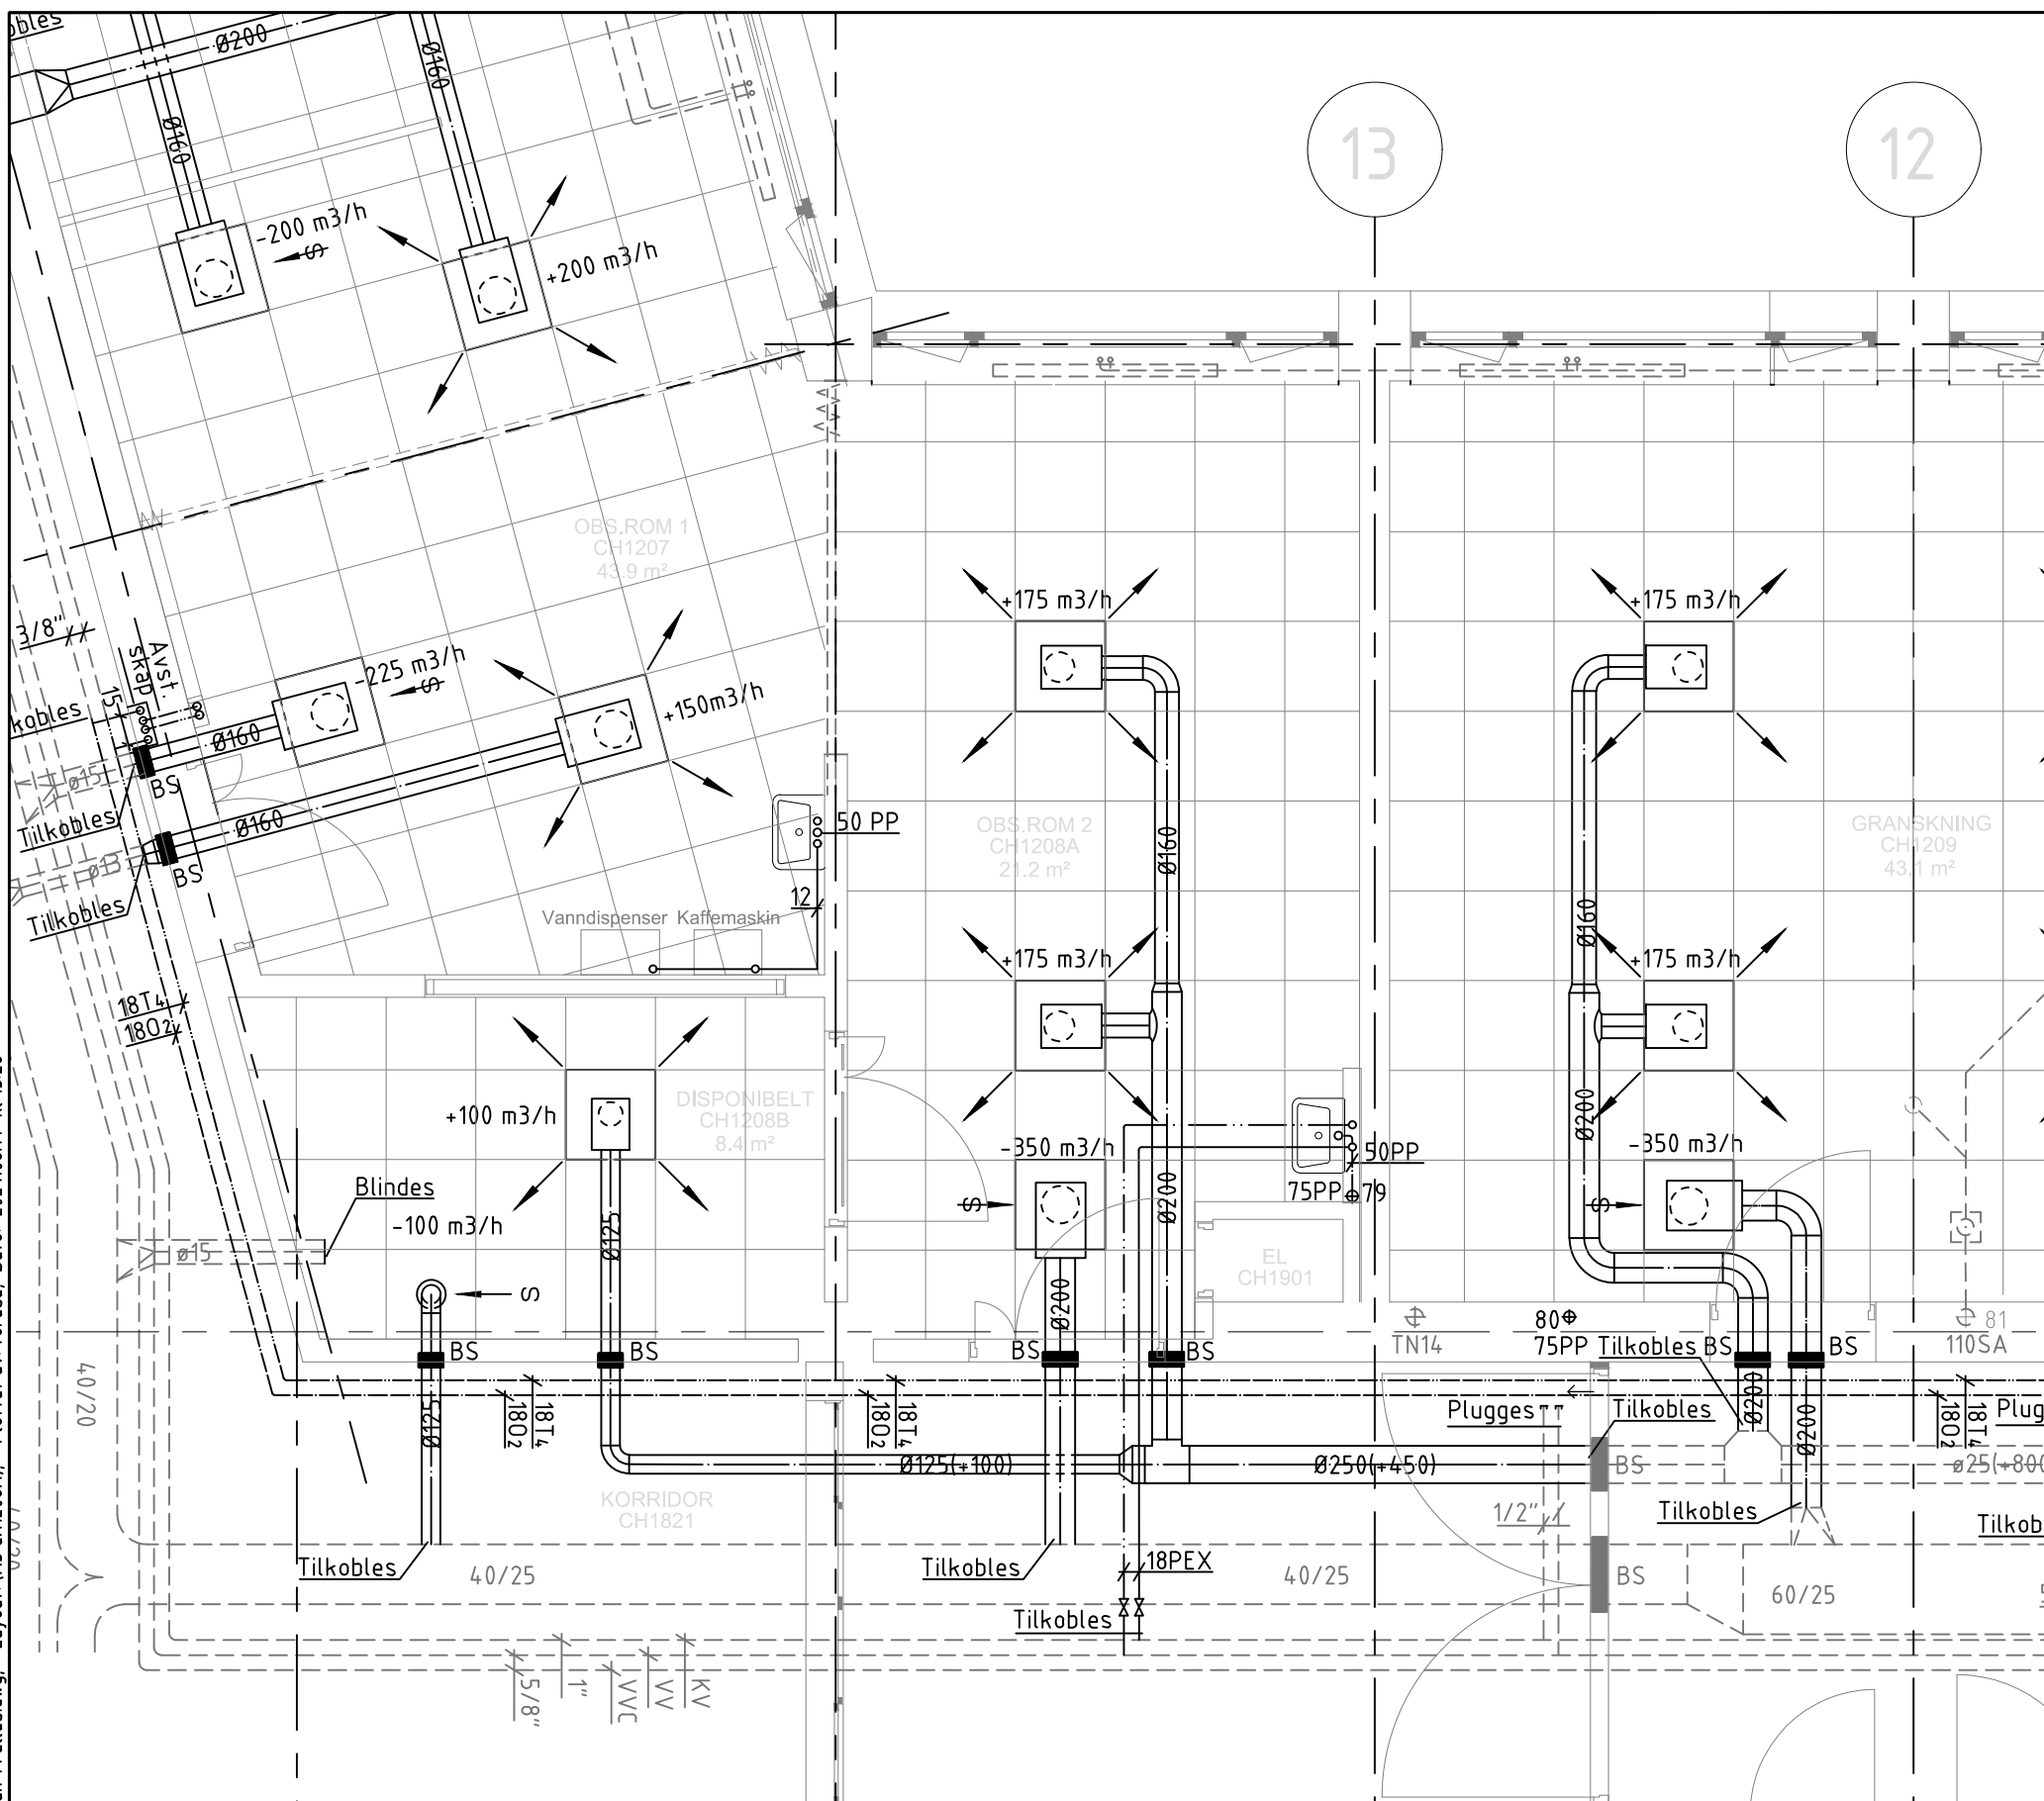 Ø200
Ø160
Ø160
13
12
-200 m3/h
S
+200 m3/h
OBS.ROM 1
CH1207
43.9 m²
3/8"
Avst.
skap
15
-225 m3/h
S
+150m3/h
Ø160
ø15
BS
Tilkobles
Ø160
ø13
BS
Tilkobles
50 PP
12
Vanndispenser Kaffemaskin
+175 m3/h
+175 m3/h
OBS.ROM 2
CH1208A
21.2 m²
Ø160
GRANSKNING
CH1209
43.1 m²
Ø160
+175 m3/h
+175 m3/h
18T4
18O2
+100 m3/h
DISPONIBELT
CH1208B
8.4 m²
Ø200
-350 m3/h
-350 m3/h
50PP
75PP
79
S
S
Ø200
Blindes
-100 m3/h
ø15
Ø125
EL
CH1901
S
Ø200
BS
BS
BS
BS
TN14
80
75PP
Tilkobles
BS
BS
81
110SA
40/20
Ø125
18O2
18T4
18O2
18T4
Plugges
Tilkobles
Ø200
Ø200
18O2
18T4
Ø125(+100)
Ø250(+450)
BS
KORRIDOR
CH1821
1/2"
Tilkobles
Tilkobles
40/25
Tilkobles
18PEX
40/25
BS
60/25
Tilkobles
5/8"
1"
VVC
VV
KV